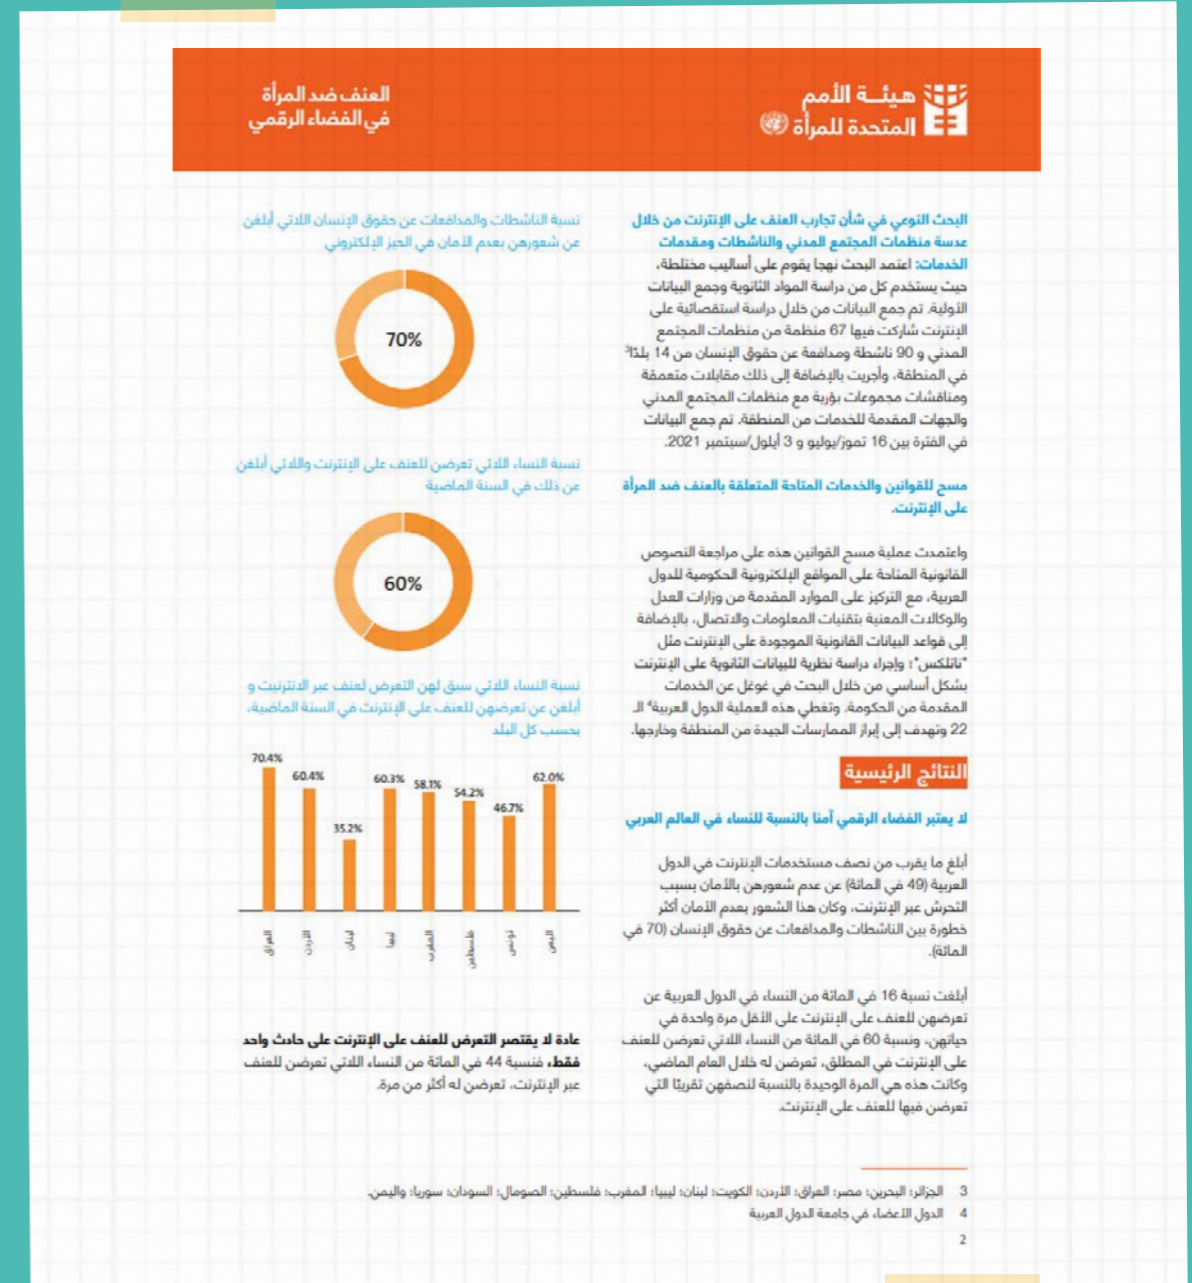 هيئــة الأمم
المتحدة للمرأة
العنف ضد المرأة
في الفضاء الرقمي
البحث النوعي في شأن تجارب العنف على الإنترنت من خلال
عدسة منظمات المجتمع المدني والناشطات ومقدمات
الخدمات: اعتمد البحث نهجا يقوم على أساليب مختلطة،
حيث يستخدم كل من دراسة المواد الثانوية وجمع البيانات
الأولية. تم جمع البيانات من خلال دراسة استقصائية على
الإنترنت شاركت فيها 67 منظمة من منظمات المجتمع
المدني و 90 ناشطة ومدافعة عن حقوق الإنسان من 14 بلدًا3
في المنطقة، وأجريت بالإضافة إلى ذلك مقابلات متعمقة
ومناقشات مجموعات بؤرية مع منظمات المجتمع المدني
والجهات المقدمة للخدمات من المنطقة. تم جمع البيانات
في الفترة بين 16 تموز/يوليو و 3 أيلول/سبتمبر 2021.
مسح للقوانين والخدمات المتاحة المتعلقة بالعنف ضد المرأة
على الإنترنت.
واعتمدت عملية مسح القوانين هذه على مراجعة النصوص
القانونية المتاحة على المواقع الإلكترونية الحكومية للدول
العربية، مع التركيز على الموارد المقدمة من وزارات العدل
والوكالات المعنية بتقنيات المعلومات والاتصال، بالإضافة
إلى قواعد البيانات القانونية الموجودة على الإنترنت مثل
"ناتلكس"؛ وإجراء دراسة نظرية للبيانات الثانوية على الإنترنت
بشكل أساسي من خلال البحث في غوغل عن الخدمات
المقدمة من الحكومة. وتغطي هذه العملية الدول العربية4 الـ
22 وتهدف إلى إبراز الممارسات الجيدة من المنطقة وخارجها.
النتائج الرئيسية
لا يعتبر الفضاء الرقمي آمنا بالنسبة للنساء في العالم العربي
أبلغ ما يقرب من نصف مستخدمات الإنترنت في الدول
العربية (49 في المائة) عن عدم شعورهن بالأمان بسبب
التحرش عبر الإنترنت، وكان هذا الشعور بعدم الأمان أكثر
خطورة بين الناشطات والمدافعات عن حقوق الإنسان (70 في
المائة).
أبلغت نسبة 16 في المائة من النساء في الدول العربية عن
تعرضهن للعنف على الإنترنت على الأقل مرة واحدة في
حياتهن، ونسبة 60 في المائة من النساء اللاتي تعرضن للعنف
على الإنترنت في المطلق، تعرضن له خلال العام الماضي،
وكانت هذه هي المرة الوحيدة بالنسبة لنصفهن تقريبًا التي
تعرضن فيها للعنف على الإنترنت.
نسبة الناشطات والمدافعات عن حقوق الإنسان اللاتي أبلغن
عن شعورهن بعدم الأمان في الحيز الإلكتروني
70%
نسبة النساء اللاتي تعرضن للعنف على الإنترنت واللاتي أبلغن
عن ذلك في السنة الماضية
60%
نسبة النساء اللاتي سبق لهن التعرض لعنف عبر الانترنيت و
أبلغن عن تعرضهن للعنف على الإنترنت في السنة الماضية،
بحسب كل البلد
70.4% 60.4% 35.2% 60.3% 58.1% 54.2% 46.7% 62.0%
العراق الأردن لبنان ليبيا المغرب فلسطين تونس اليمن
عادة لا يقتصر التعرض للعنف على الإنترنت على حادث واحد
فقط، فنسبة 44 في المائة من النساء اللاتي تعرضن للعنف
عبر الإنترنت، تعرضن له أكثر من مرة.
3 الجزائر؛ البحرين؛ مصر؛ العراق؛ الأردن؛ الكويت؛ لبنان؛ ليبيا؛ المغرب؛ فلسطين؛ الصومال؛ السودان؛ سوريا؛ واليمن.
4 الدول الأعضاء في جامعة الدول العربية
2